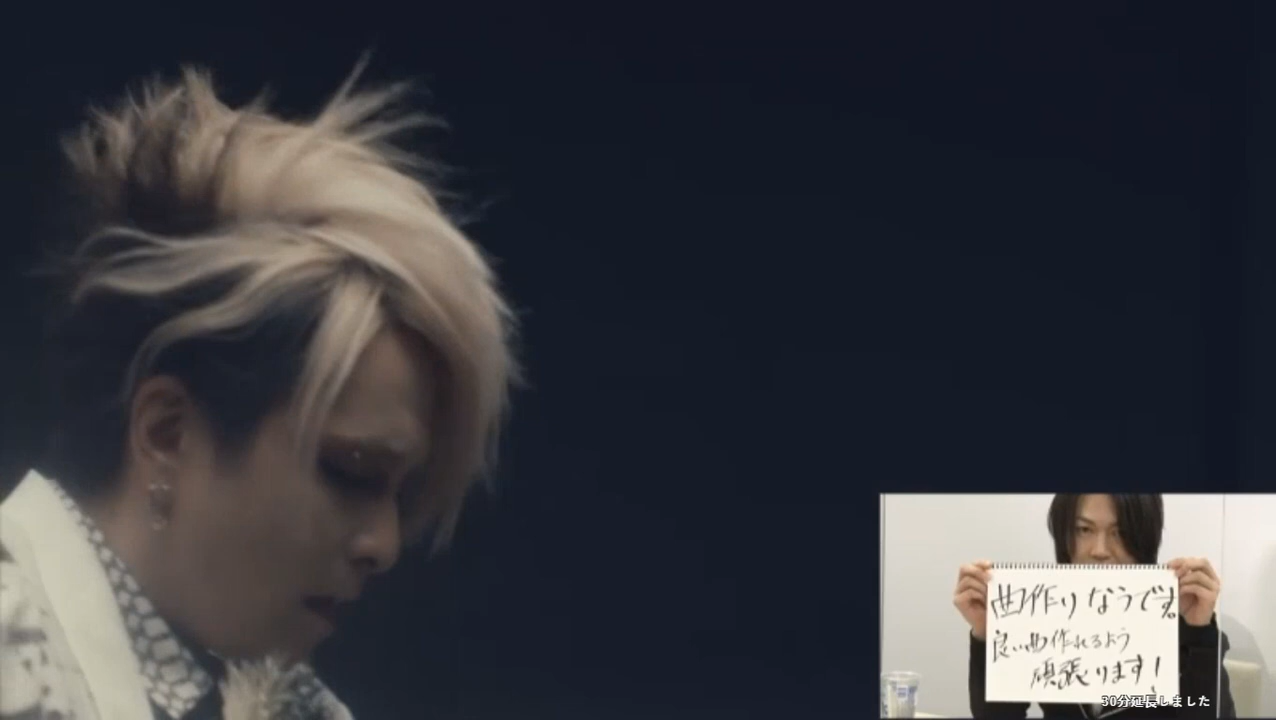 曲作りなうです。
良い曲作れるよう
頑張ります!
30分延長しました